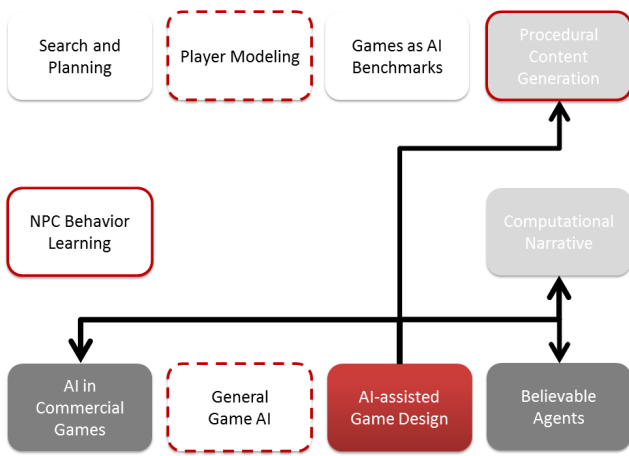 Search and
Planning
Player Modeling
Games as AI
Benchmarks
Procedural
Content
Generation
NPC Behavior
Learning
Computational
Narrative
AI in
Commercial
Games
General
Game AI
AI-assisted
Game Design
Believable
Agents